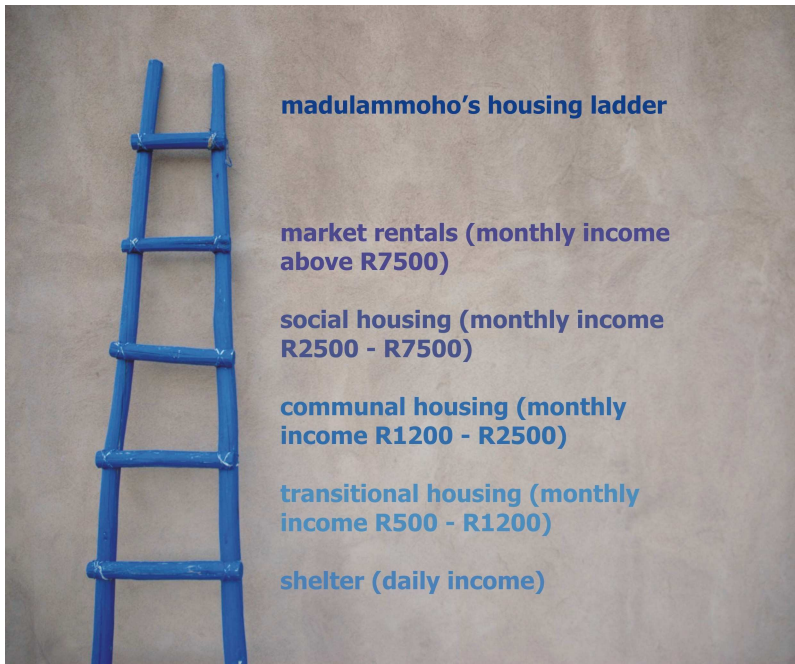 madulammoho’s housing ladder
market rentals (monthly income
above R7500)
social housing (monthly income
R2500 - R7500)
communal housing (monthly
income R1200 - R2500)
transitional housing (monthly
income R500 - R1200)
shelter (daily income)